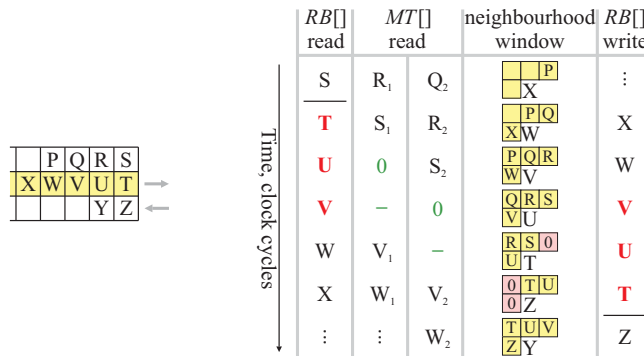 RB[] MT[] neighbourhood RB[]
read read window write
S R₁ Q₂ P X ⋮
T S₁ R₂ P Q X W X
U 0 S₂ P Q R W V W
V – 0 Q R S V U V
W V₁ – R S 0 U T U
X W₁ V₂ 0 T U 0 Z T
⋮ ⋮ W₂ T U V Z Y Z
Time, clock cycles
P Q R S
X W V U T
Y Z